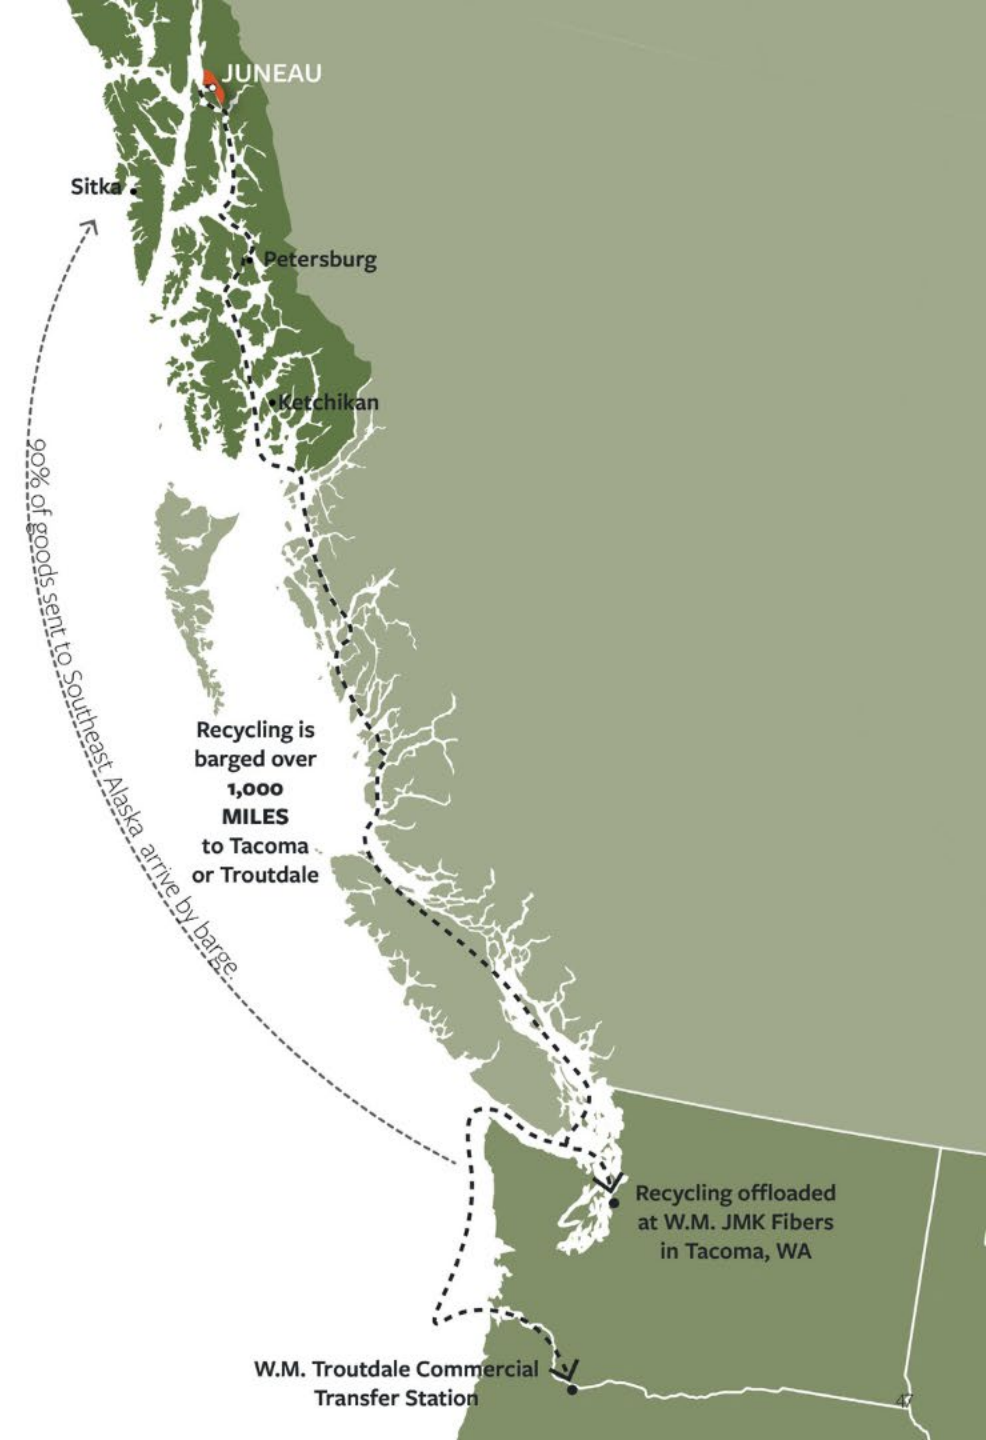 JUNEAU
Sitka
Petersburg
Ketchikan
90% of goods sent to Southeast Alaska arrive by barge.
Recycling is
barged over
1,000
MILES
to Tacoma
or Troutdale
Recycling offloaded
at W.M. JMK Fibers
in Tacoma, WA
W.M. Troutdale Commercial
Transfer Station
47